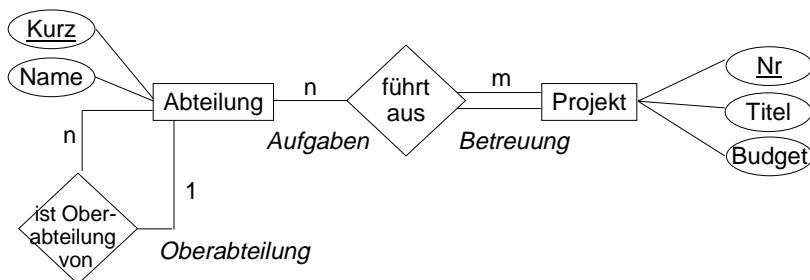 Kurz
Name
Abteilung
n
führt
aus
m
Projekt
Nr
Titel
Budget
Aufgaben
Betreuung
n
1
ist Ober-
abteilung
von
Oberabteilung